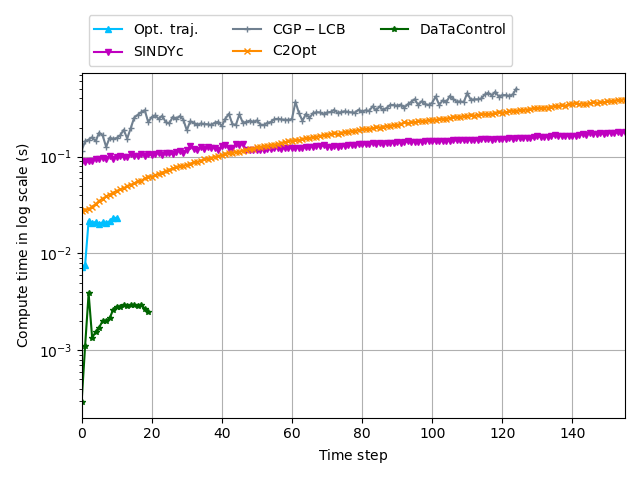 Opt. traj.
SINDYc
CGP − LCB
C2Opt
DaTaControl
Compute time in log scale (s)
10⁻¹
10⁻²
10⁻³
0 20 40 60 80 100 120 140
Time step